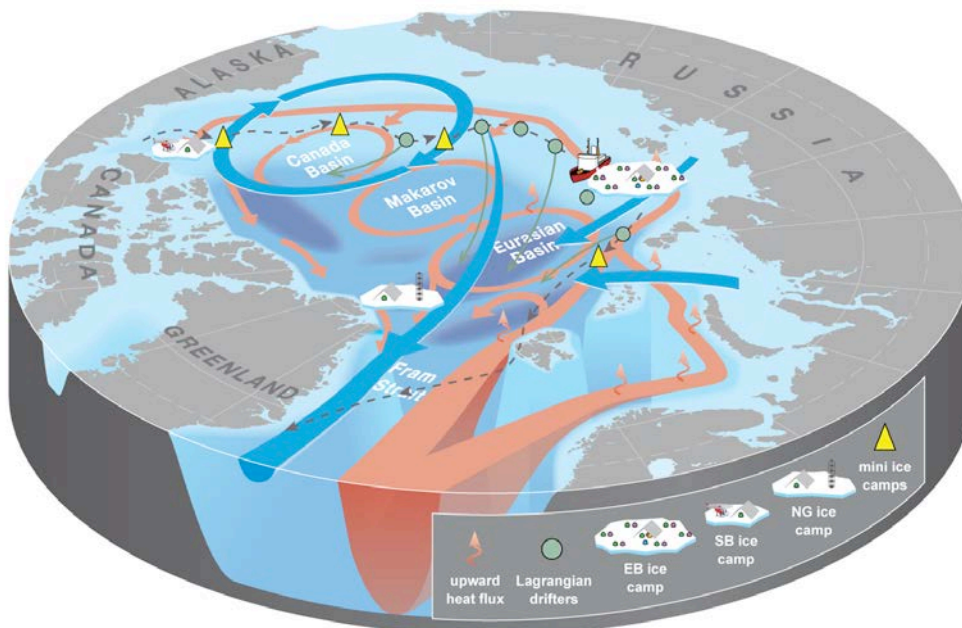 ALASKA
RUSSIA
CANADA
Canada
Basin
Makarov
Basin
Eurasian
Basin
GREENLAND
Fram
Strait
upward
heat flux
Lagrangian
drifters
EB ice
camp
SB ice
camp
NG ice
camp
mini ice
camps